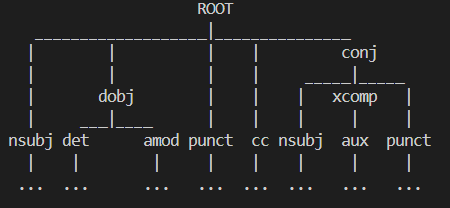 ROOT
conj
dobj xcomp
nsubj det amod punct cc nsubj aux punct
... ... ... ... ... ... ... ...